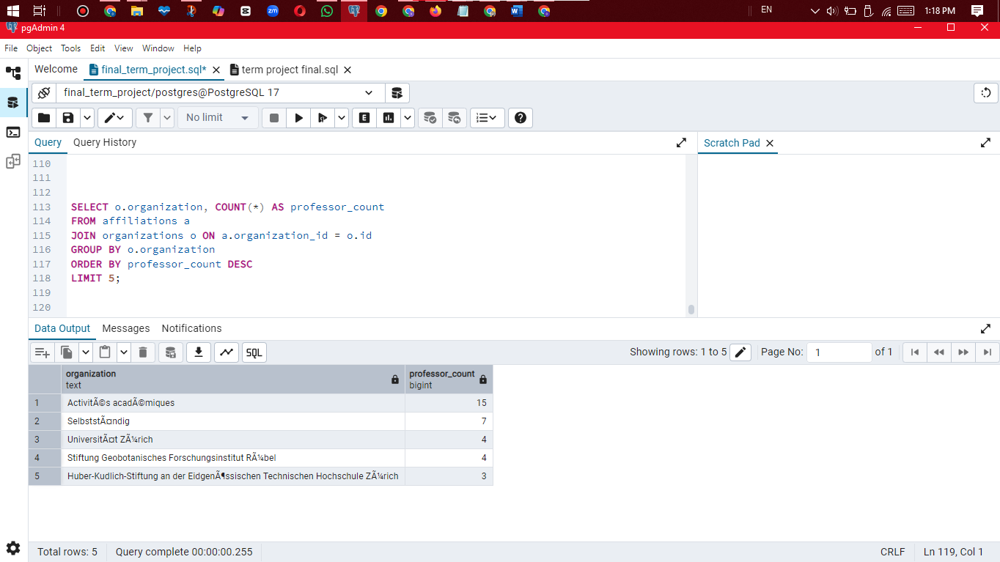 EN
1:18 PM
pgAdmin 4
File Object Tools Edit View Window Help
Welcome final_term_project.sql* term project final.sql
final_term_project/postgres@PostgreSQL 17
No limit
Query Query History
Scratch Pad
110
111
112
113 SELECT o.organization, COUNT(*) AS professor_count
114 FROM affiliations a
115 JOIN organizations o ON a.organization_id = o.id
116 GROUP BY o.organization
117 ORDER BY professor_count DESC
118 LIMIT 5;
119
120
Data Output Messages Notifications
SQL Showing rows: 1 to 5 Page No: 1 of 1
organization professor_count
text bigint
1 ActivitÃ©s acadÃ©miques 15
2 SelbststÃ¤ndig 7
3 UniversitÃ¤t ZÃ¼rich 4
4 Stiftung Geobotanisches Forschungsinstitut RÃ¼bel 4
5 Huber-Kudlich-Stiftung an der EidgenÃ¶ssischen Technischen Hochschule ZÃ¼rich 3
Total rows: 5 Query complete 00:00:00.255 CRLF Ln 119, Col 1